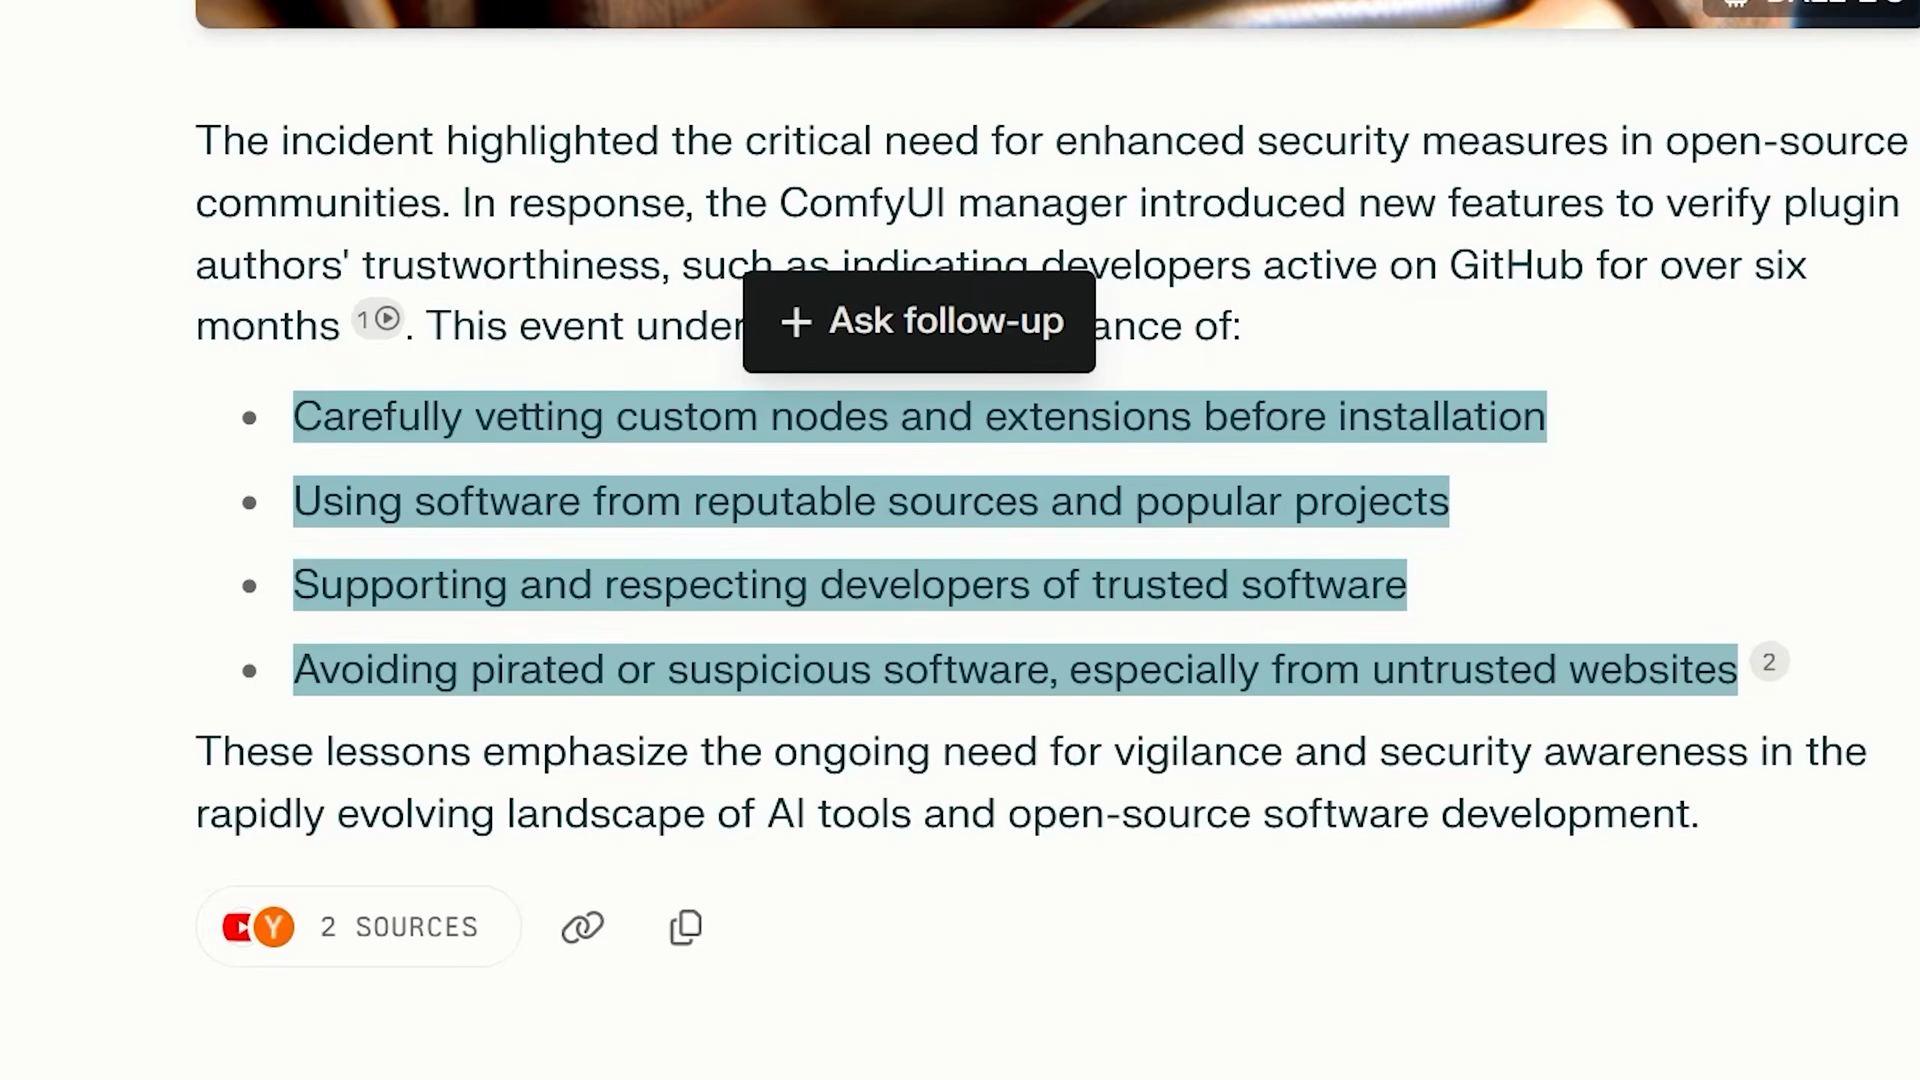 The incident highlighted the critical need for enhanced security measures in open-source
communities. In response, the ComfyUI manager introduced new features to verify plugin
authors' trustworthiness, such as indicating developers active on GitHub for over six
months 1. This event under
+ Ask follow-up
ance of:
• Carefully vetting custom nodes and extensions before installation
• Using software from reputable sources and popular projects
• Supporting and respecting developers of trusted software
• Avoiding pirated or suspicious software, especially from untrusted websites 2
These lessons emphasize the ongoing need for vigilance and security awareness in the
rapidly evolving landscape of AI tools and open-source software development.
Y 2 SOURCES